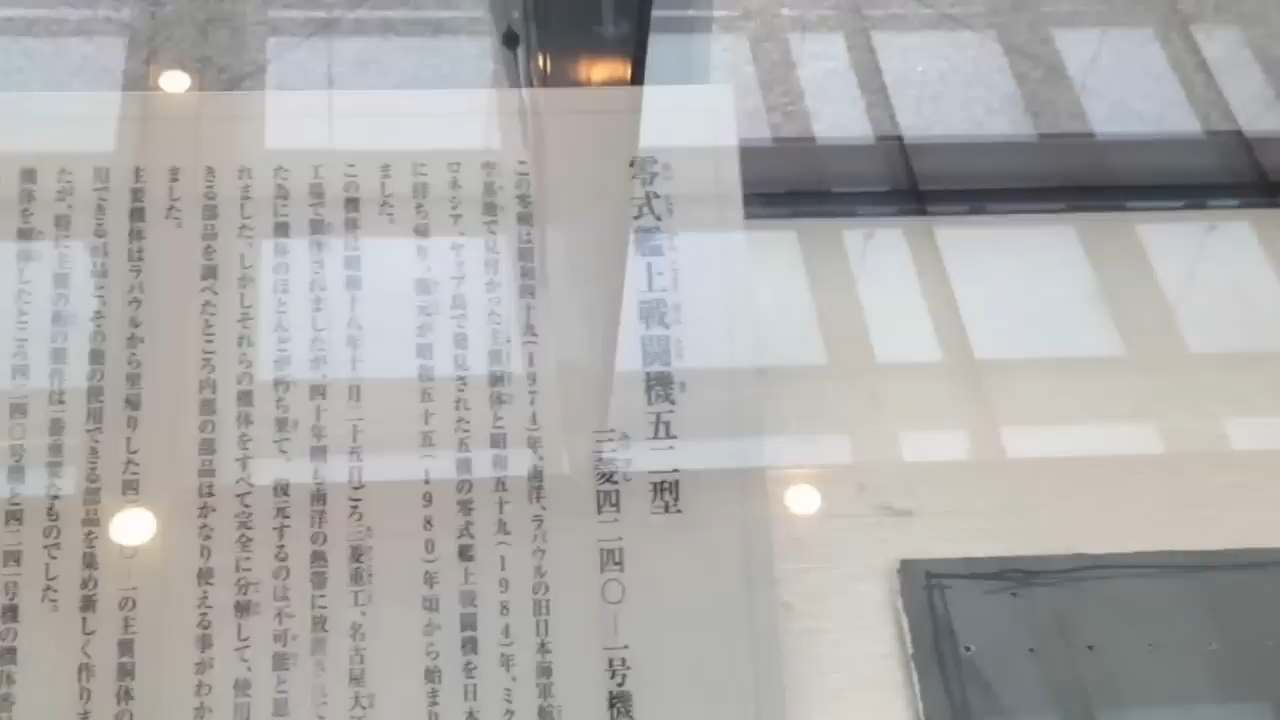 零式艦上戦闘機五二型
三菱四二四〇―一号機
この零戦は昭和四十九(1974)年、南洋、ラバウルの旧日本海軍航
空基地で見付かった主翼胴体と昭和五十九(1984)年、ミク
ロネシア、ヤップ島で発見された五機の零式艦上戦闘機を日本
に持ち帰り、復元が昭和五十五(1980)年頃から始まり
ました。
この機体は昭和十八年十月二十五日ごろ三菱重工、名古屋大
工場で製作されましたが、四十年間も南洋の熱帯に放置されて
た為に機体のほとんどが朽ち果て、復元するのは不可能と思
れました。しかしそれらの機体をすべて完全に分解して、使用
きる部品を調べたところ内部の部品はかなり使える事がわか
ました。
主要機体はラバウルから里帰りした四 一の主翼胴体の
用できる
その他の使用できる部品を集め新しく作りま
たが、特に主翼の桁の製作は一番重要なものでした。
機体を解体したところ四二四〇号機と四二四一号機の機体番